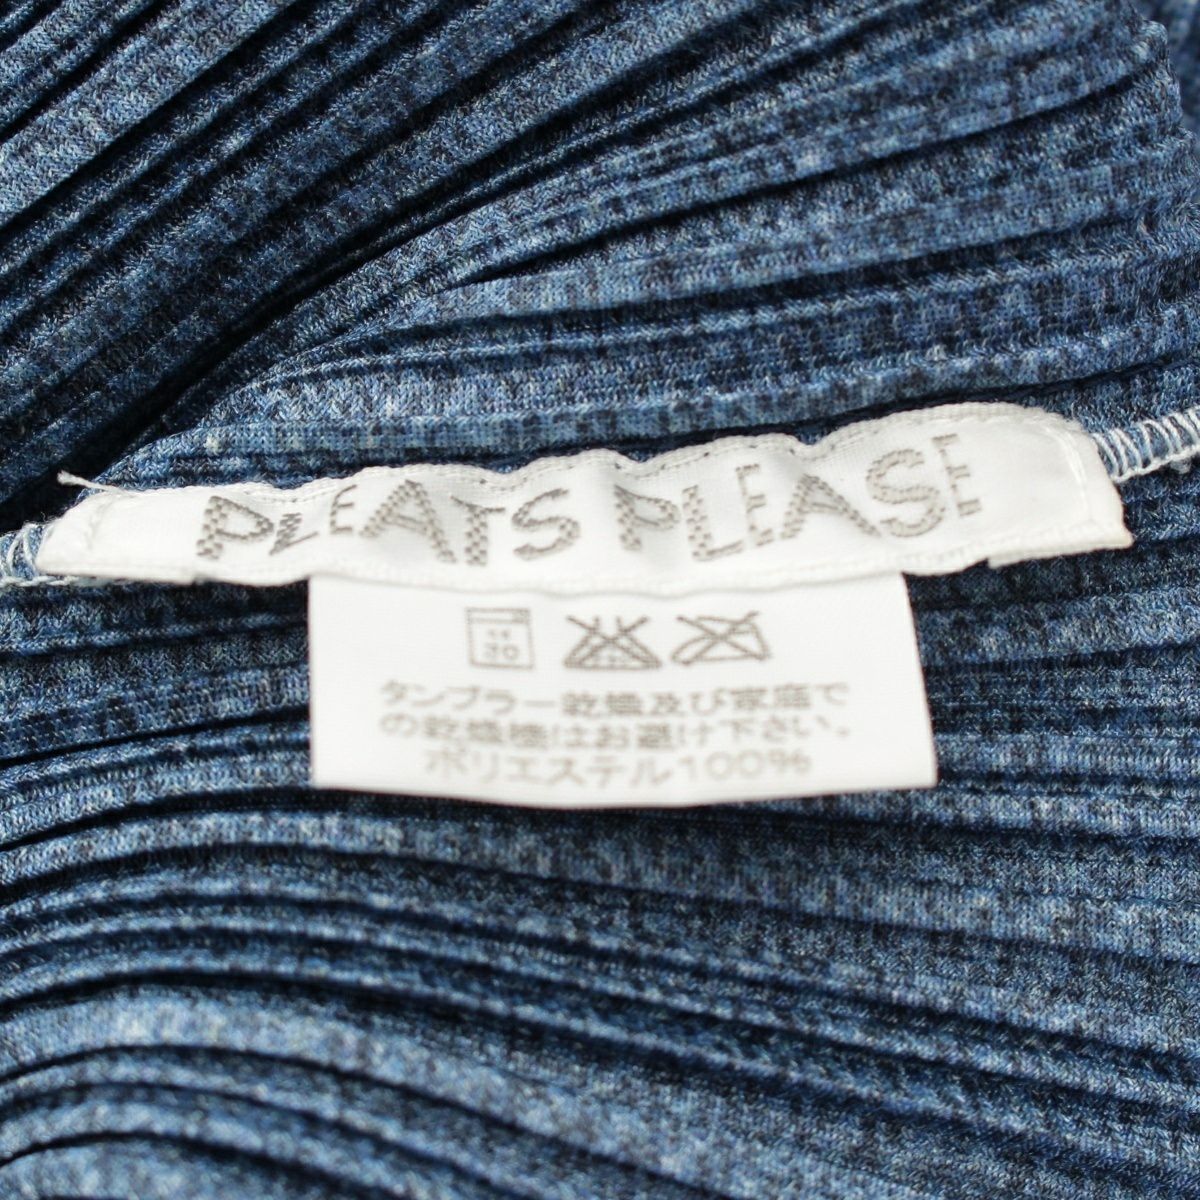 PLEATS PLEASE
タンブラー乾燥及び家庭で
の乾燥機はお避け下さい。
ポリエステル100%